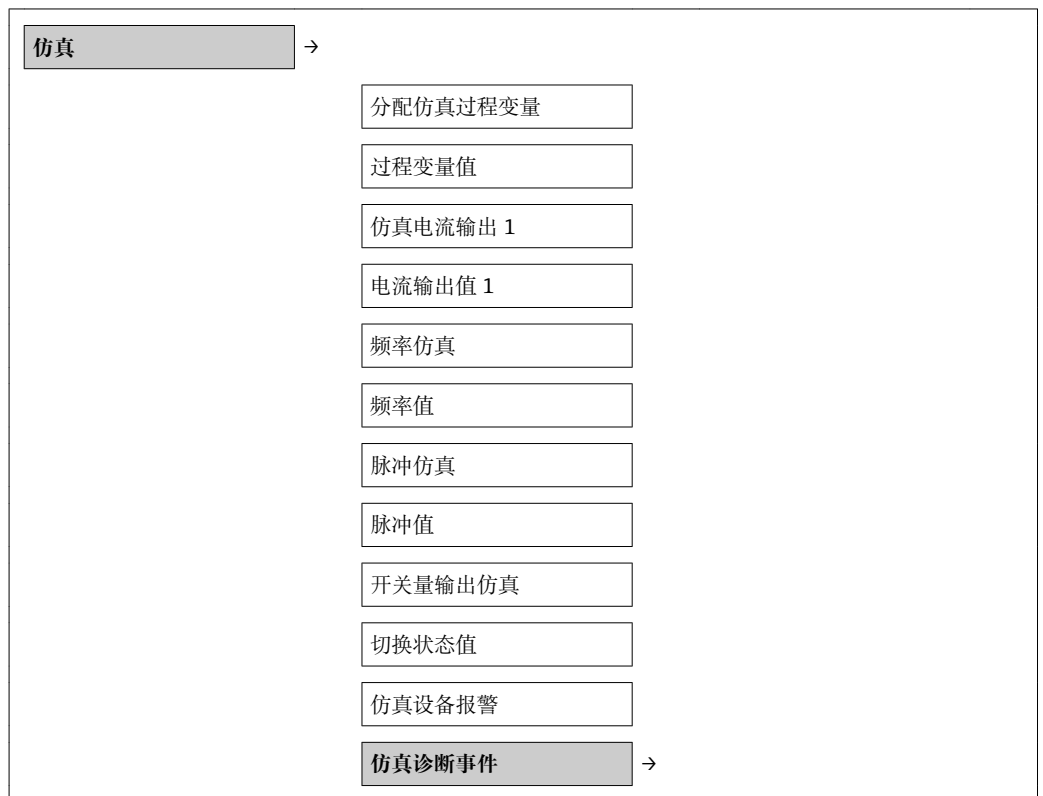 仿真 →
分配仿真过程变量
过程变量值
仿真电流输出 1
电流输出值 1
频率仿真
频率值
脉冲仿真
脉冲值
开关量输出仿真
切换状态值
仿真设备报警
仿真诊断事件 →